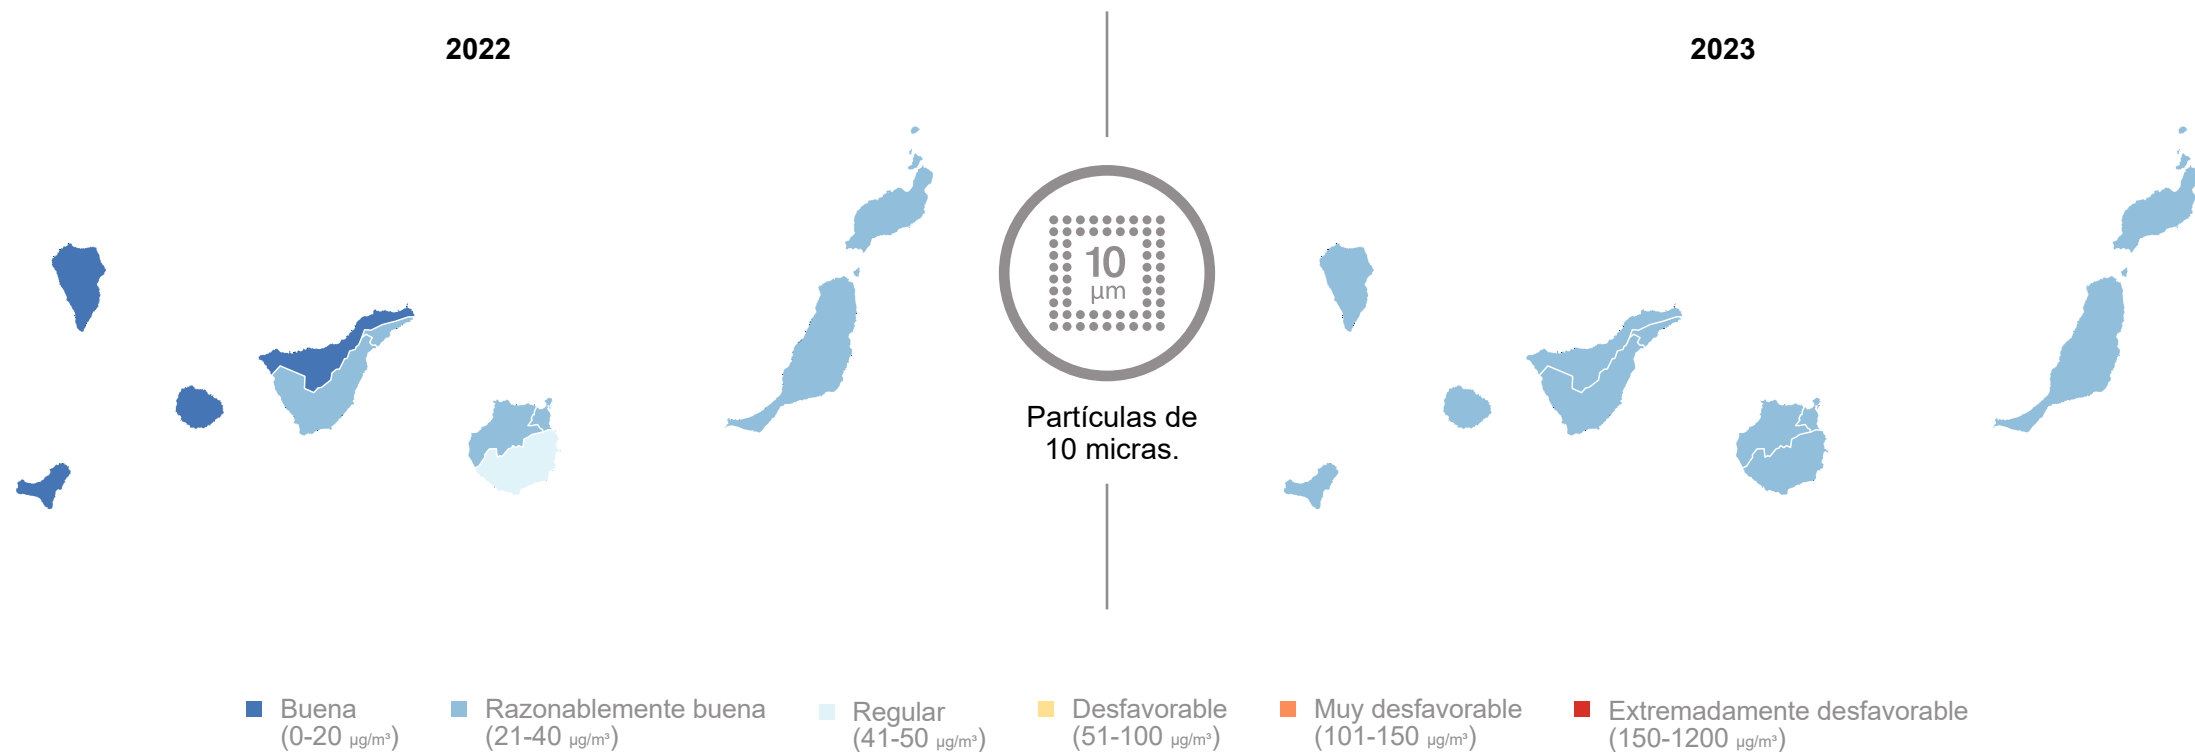 2022
2023
10
µm
Partículas de
10 micras.
Buena
(0-20 µg/m³)
Razonablemente buena
(21-40 µg/m³)
Regular
(41-50 µg/m³)
Desfavorable
(51-100 µg/m³)
Muy desfavorable
(101-150 µg/m³)
Extremadamente desfavorable
(150-1200 µg/m³)